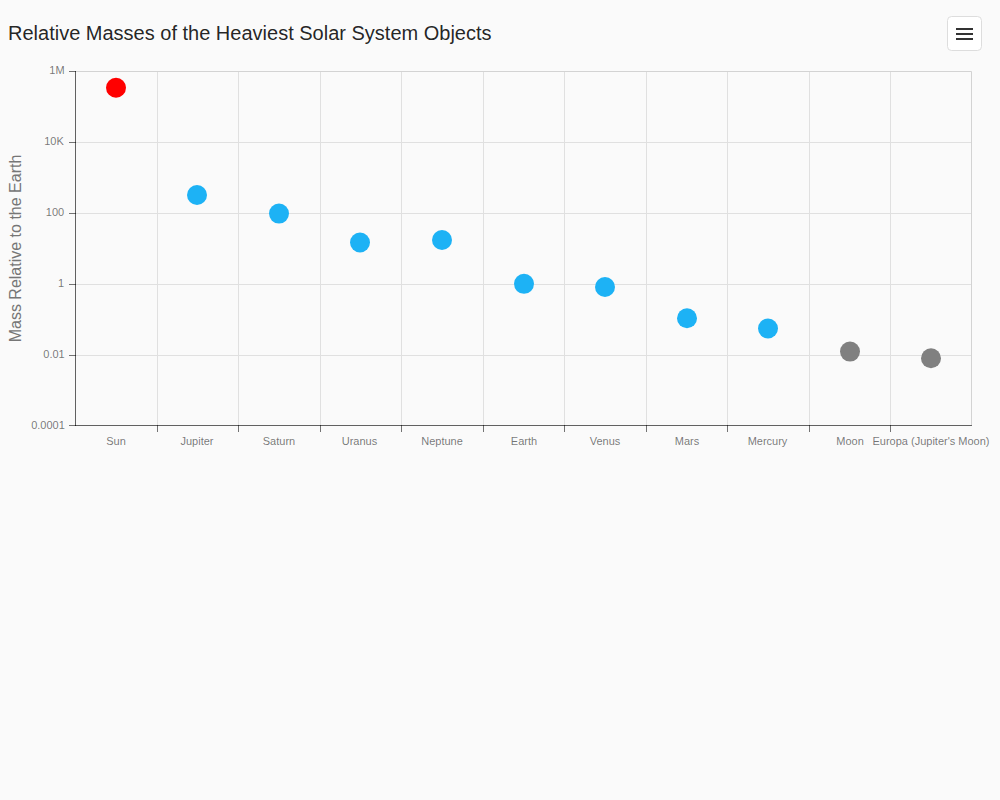 Relative Masses of the Heaviest Solar System Objects
Mass Relative to the Earth
1M
10K
100
1
0.01
0.0001
Sun Jupiter Saturn Uranus Neptune Earth Venus Mars Mercury Moon Europa (Jupiter's Moon)